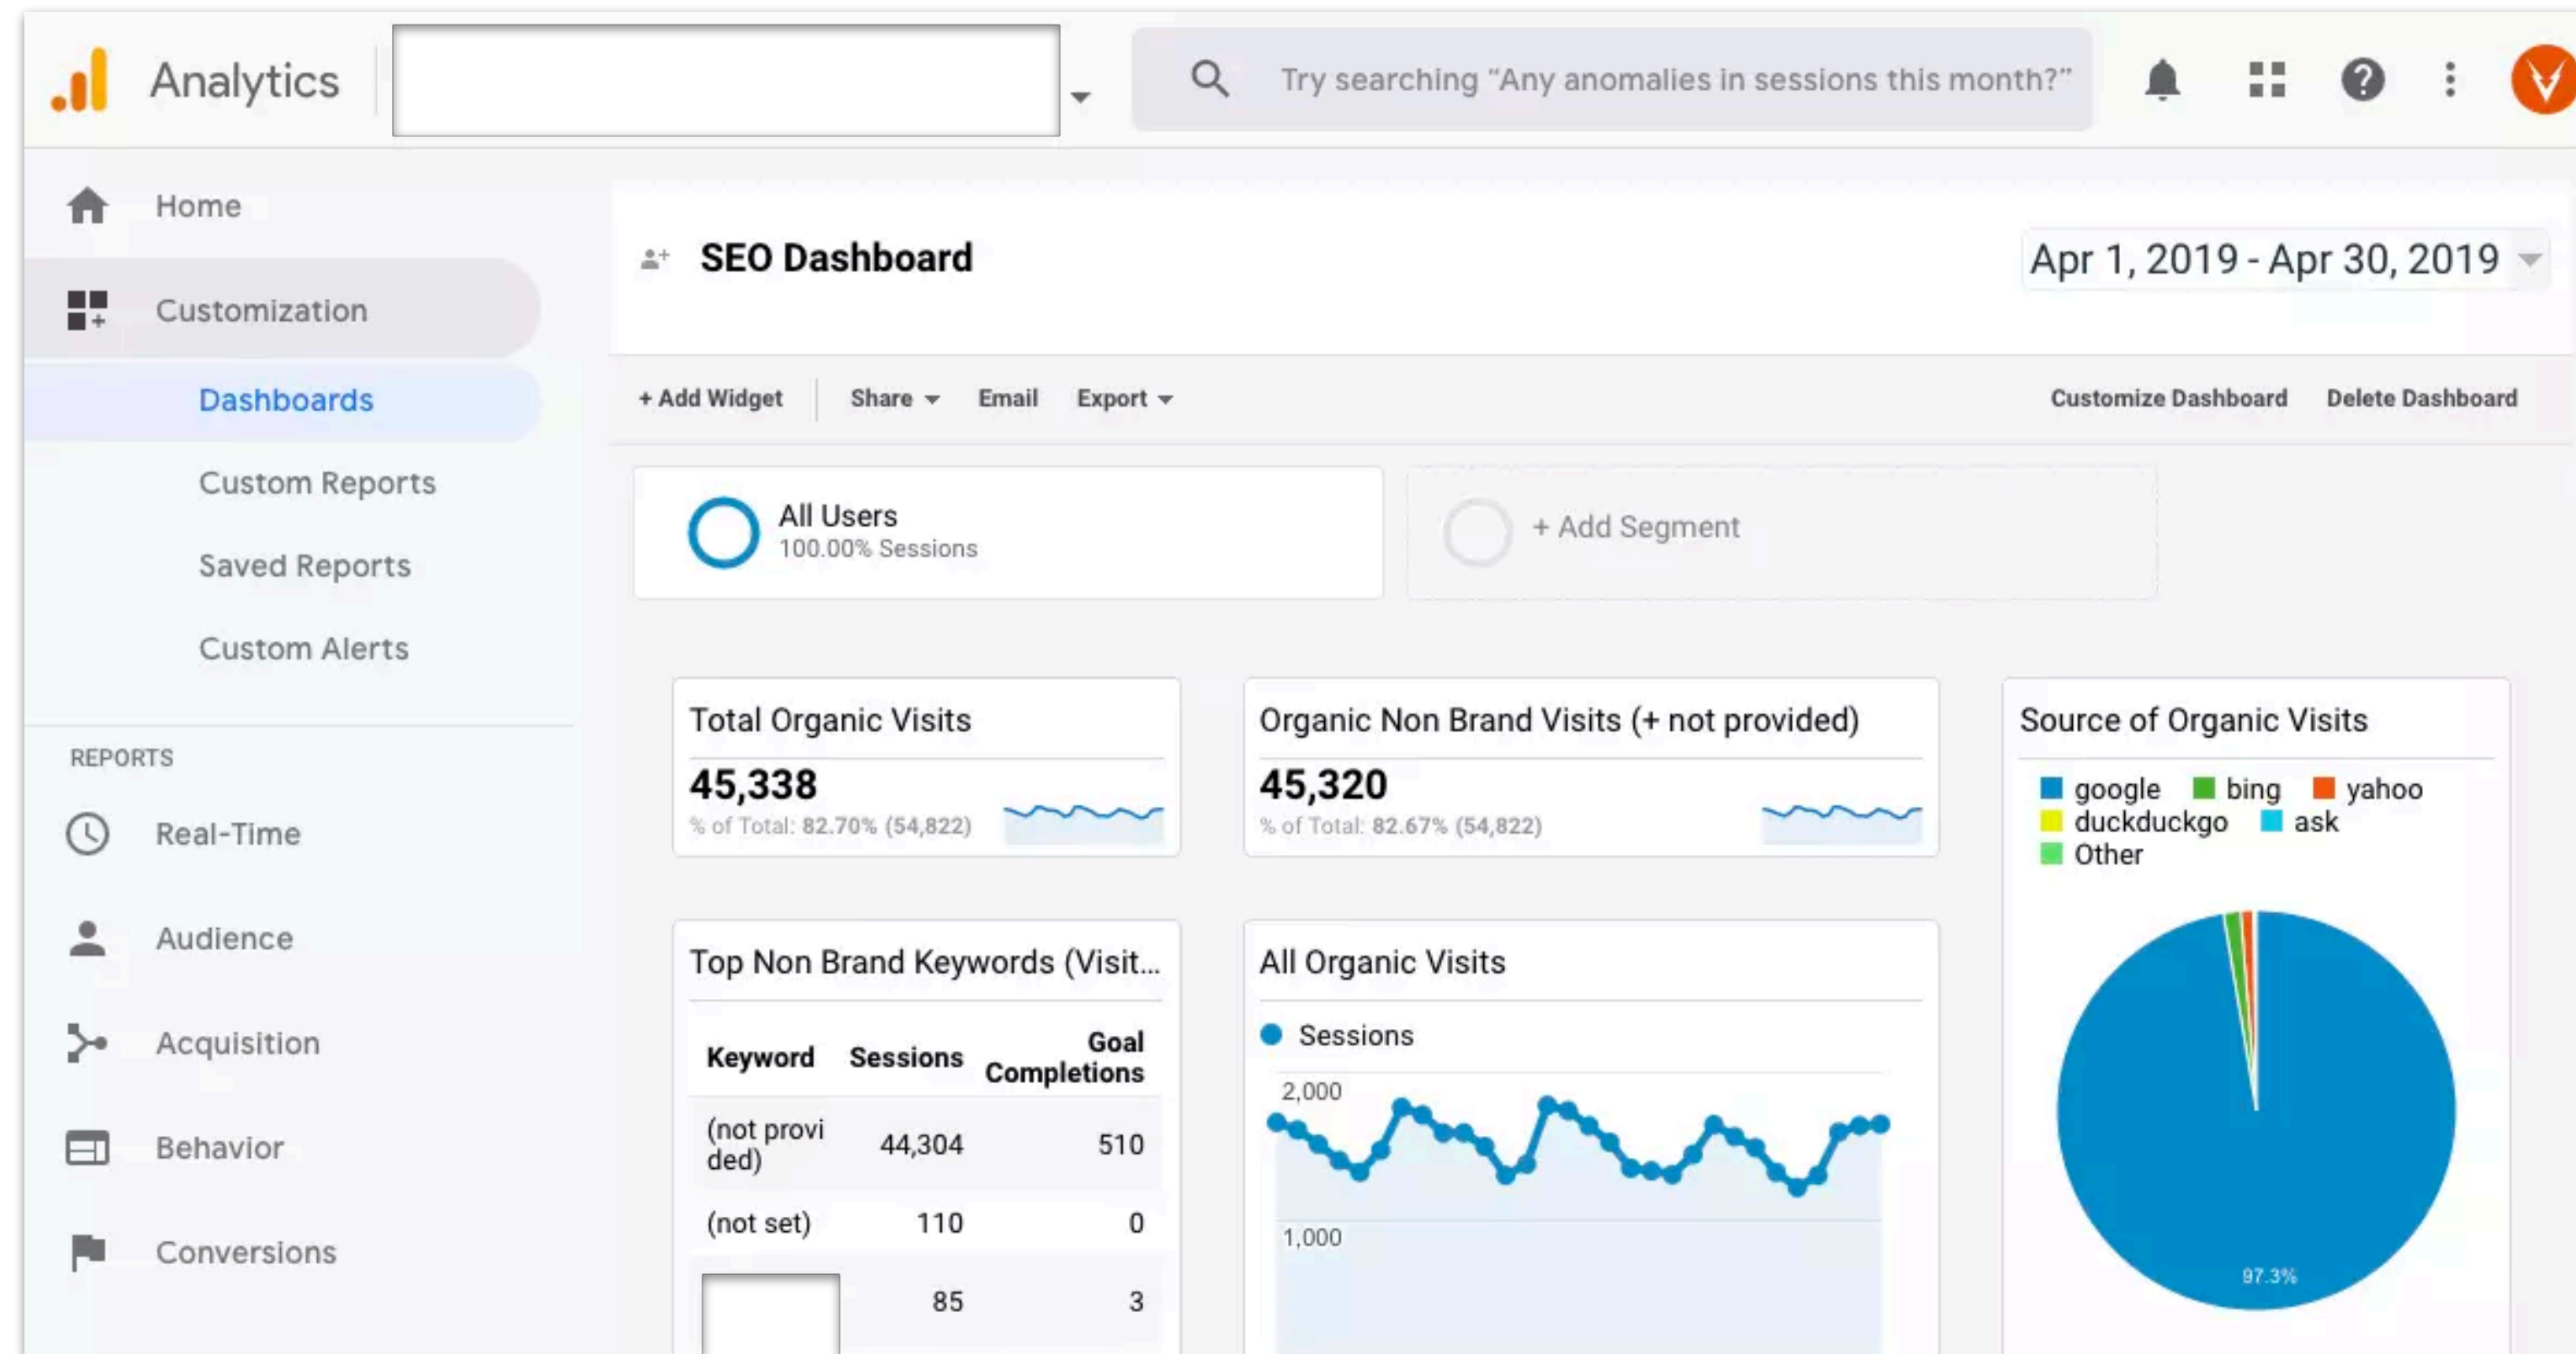 Analytics
Try searching “Any anomalies in sessions this month?”
Home
Customization
Dashboards
Custom Reports
Saved Reports
Custom Alerts
REPORTS
Real-Time
Audience
Acquisition
Behavior
Conversions
SEO Dashboard
Apr 1, 2019 - Apr 30, 2019
+ Add Widget
Share
Email
Export
Customize Dashboard
Delete Dashboard
All Users
100.00% Sessions
+ Add Segment
Total Organic Visits
45,338
% of Total: 82.70% (54,822)
Organic Non Brand Visits (+ not provided)
45,320
% of Total: 82.67% (54,822)
Source of Organic Visits
google bing yahoo
duckduckgo ask
Other
97.3%
Top Non Brand Keywords (Visit...
Keyword Sessions Goal
Completions
(not provi
ded) 44,304 510
(not set) 110 0
85 3
All Organic Visits
Sessions
2,000
1,000